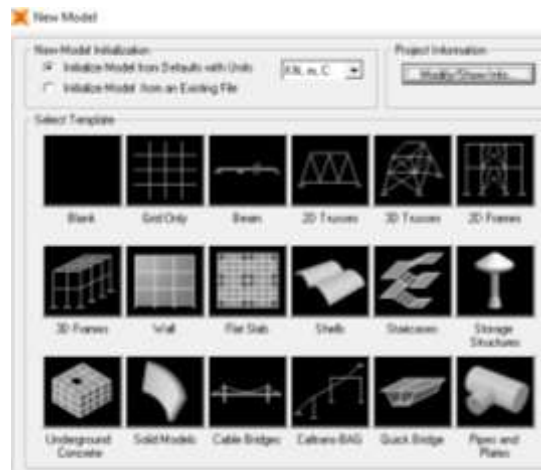 New Model
New Model Initialization
Project Information
Initialize Model from Defaults with Units
KN, m, C
Modify/Show Info...
Initialize Model from an Existing File
Select Template
Blank
Grid Only
Beam
2D Trusses
3D Trusses
2D Frames
3D Frames
Wall
Flat Slab
Shells
Staircases
Storage
Structures
Underground
Concrete
Solid Models
Cable Bridges
Caltrans-BAG
Quick Bridge
Pipes and
Plates